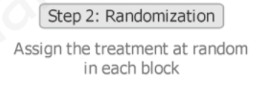 Step 2: Randomization
Assign the treatment at random
in each block